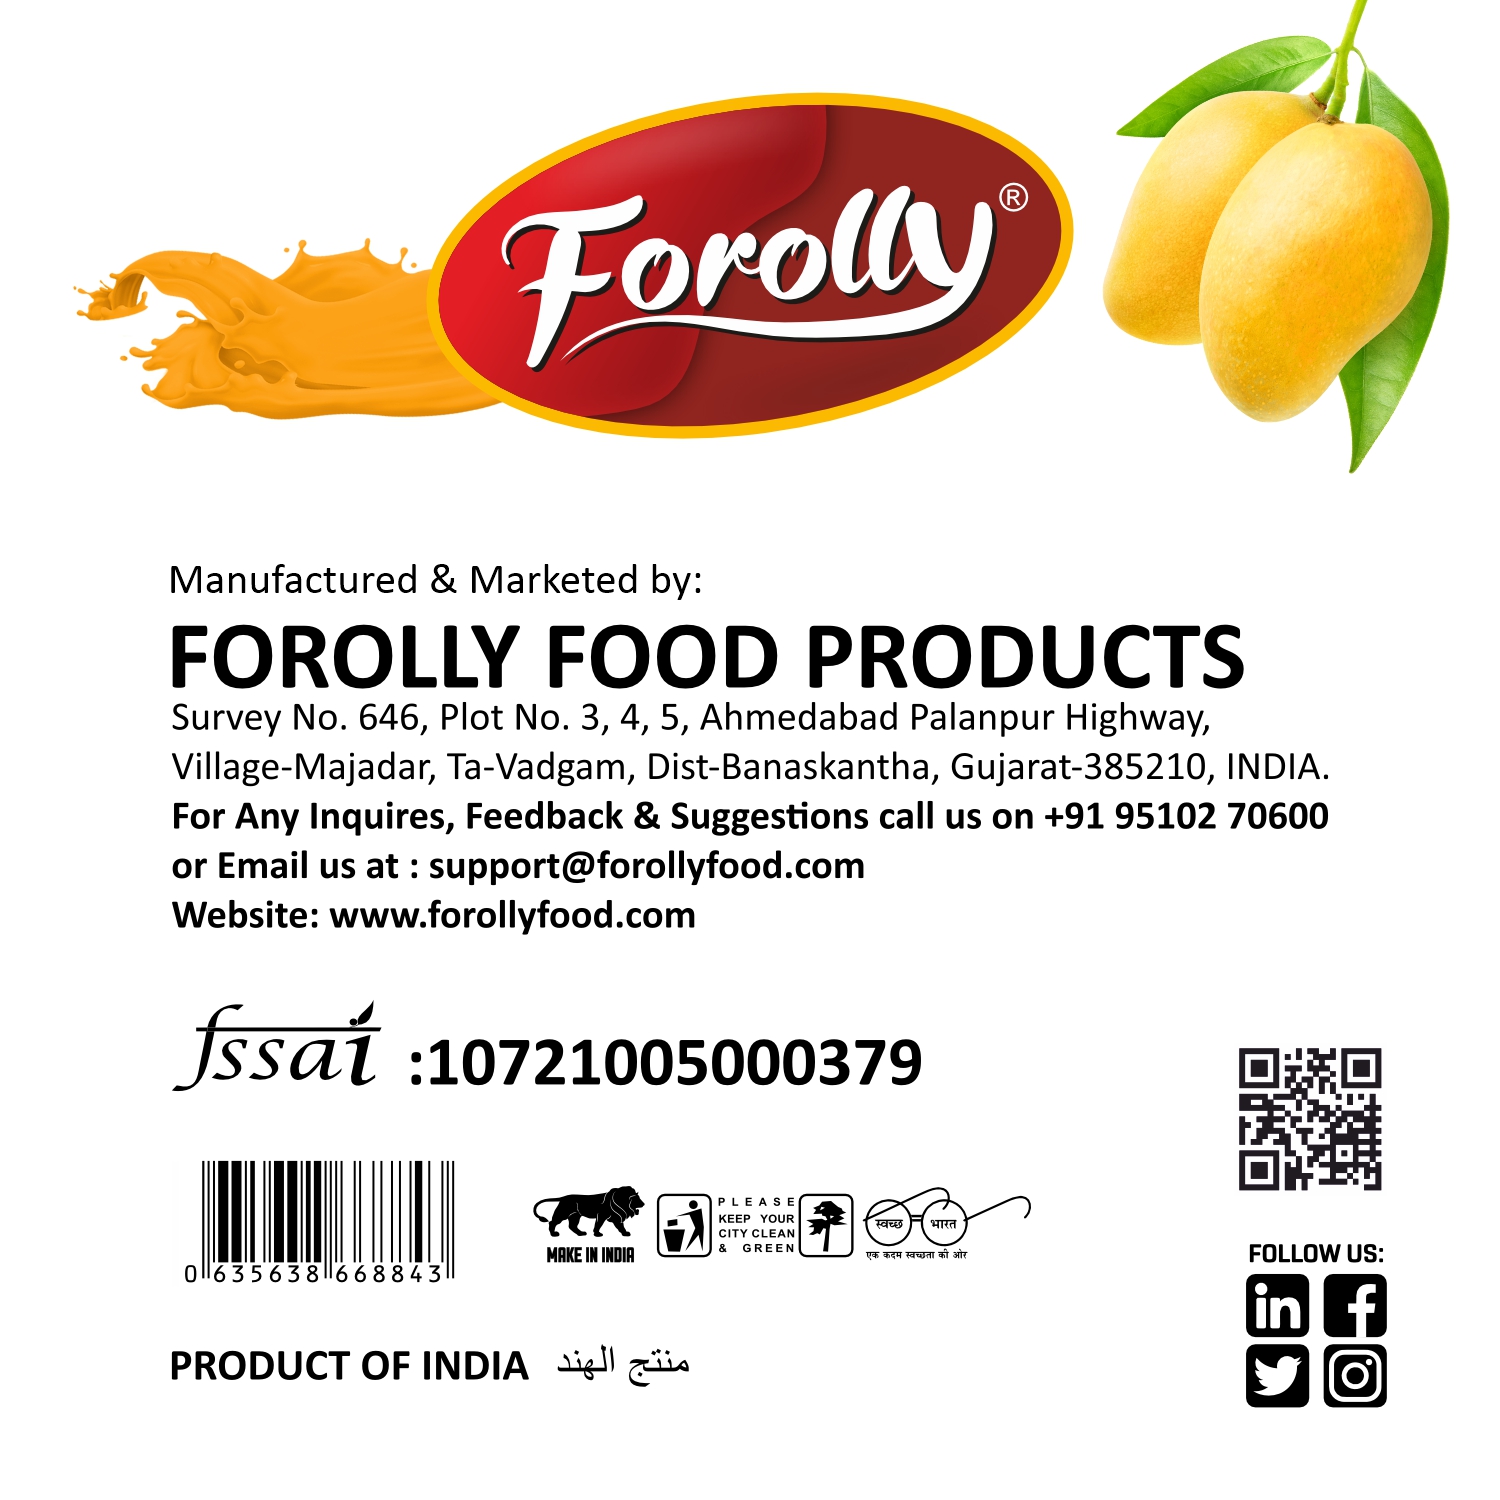 Forolly ®
Manufactured & Marketed by:
FOROLLY FOOD PRODUCTS
Survey No. 646, Plot No. 3, 4, 5, Ahmedabad Palanpur Highway,
Village-Majadar, Ta-Vadgam, Dist-Banaskantha, Gujarat-385210, INDIA.
For Any Inquires, Feedback & Suggestions call us on +91 95102 70600
or Email us at : support@forollyfood.com
Website: www.forollyfood.com
fssai :10721005000379
0 635638 668843
MAKE IN INDIA
PLEASE
KEEP YOUR
CITY CLEAN
& GREEN
स्वच्छ भारत
एक कदम स्वच्छता की ओर
FOLLOW US:
in f
PRODUCT OF INDIA منتج الهند